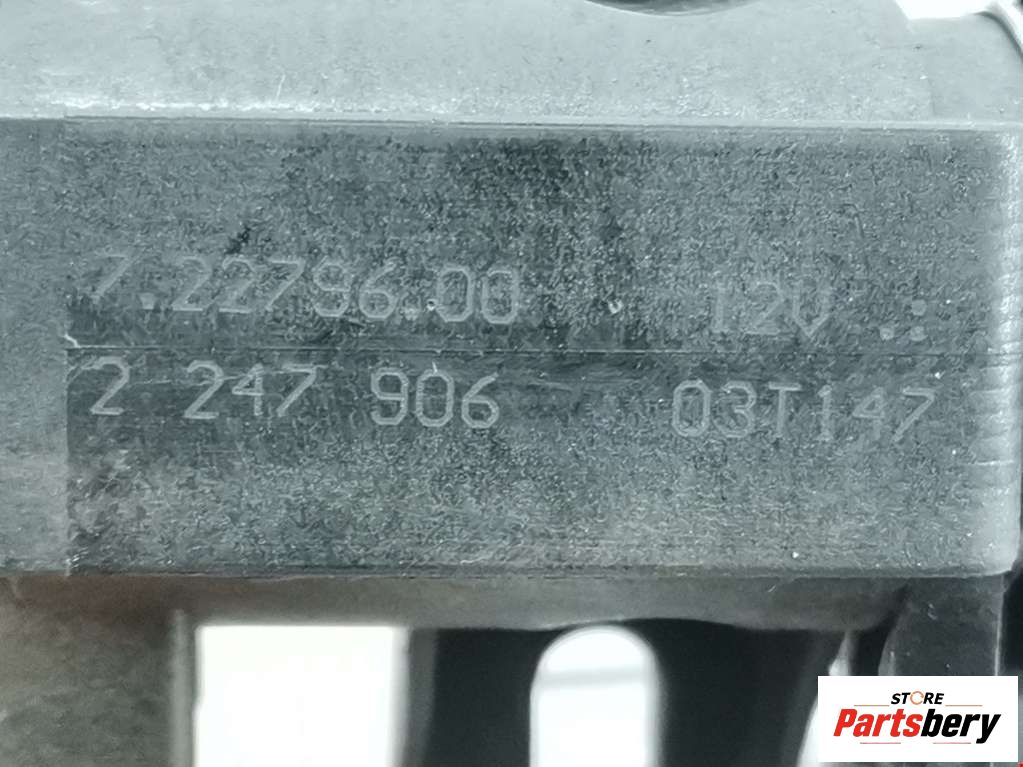 7.22796.00 12V
2 247 906 03T147
STORE
Partsbery